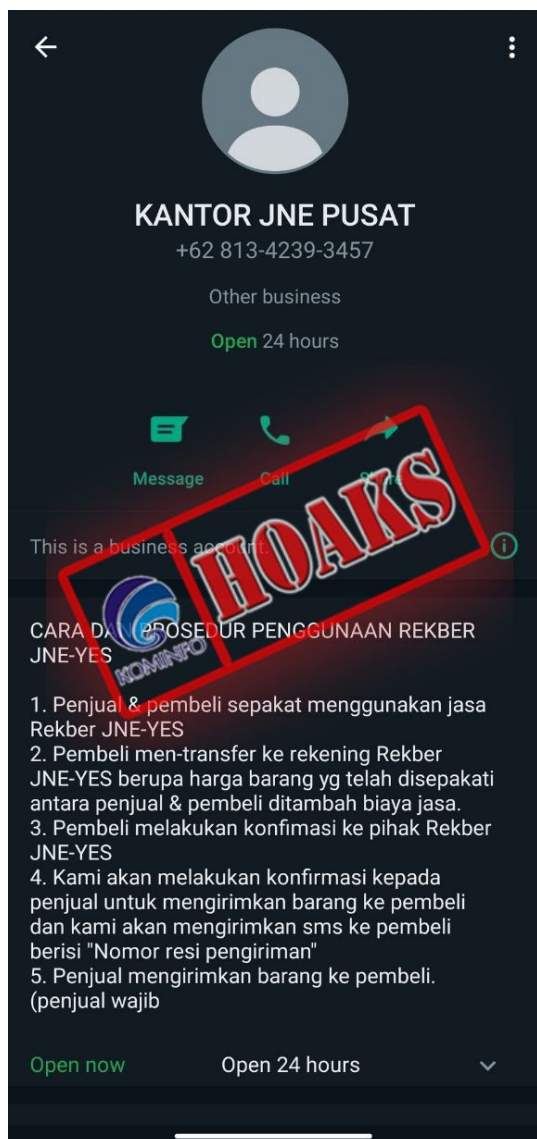 KANTOR JNE PUSAT
+62 813-4239-3457
Other business
Open 24 hours
Message
Call
Share
This is a business account.
HOAKS
KOMINFO
CARA DAN PROSEDUR PENGGUNAAN REKBER
JNE-YES
1. Penjual & pembeli sepakat menggunakan jasa
Rekber JNE-YES
2. Pembeli men-transfer ke rekening Rekber
JNE-YES berupa harga barang yg telah disepakati
antara penjual & pembeli ditambah biaya jasa.
3. Pembeli melakukan konfimasi ke pihak Rekber
JNE-YES
4. Kami akan melakukan konfirmasi kepada
penjual untuk mengirimkan barang ke pembeli
dan kami akan mengirimkan sms ke pembeli
berisi "Nomor resi pengiriman"
5. Penjual mengirimkan barang ke pembeli.
(penjual wajib
Open now Open 24 hours